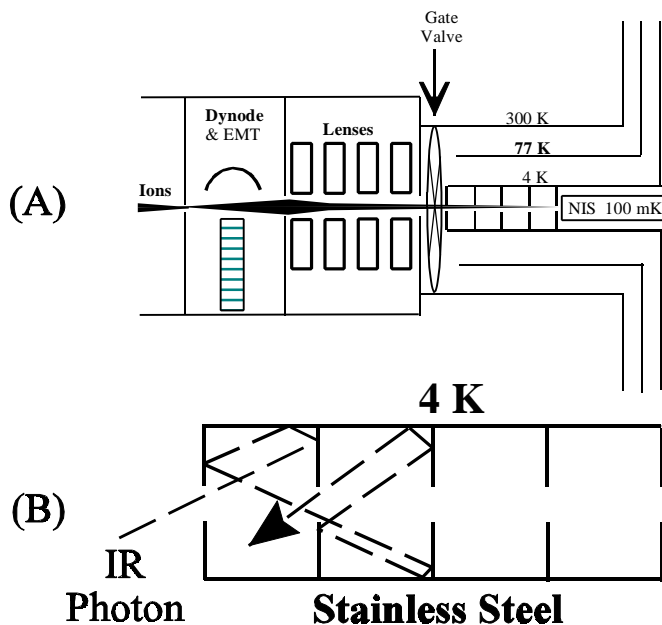 Gate
Valve
300 K
Dynode
& EMT
Lenses
77 K
4 K
Ions
(A)
NIS 100 mK
4 K
(B)
IR
Photon
Stainless Steel